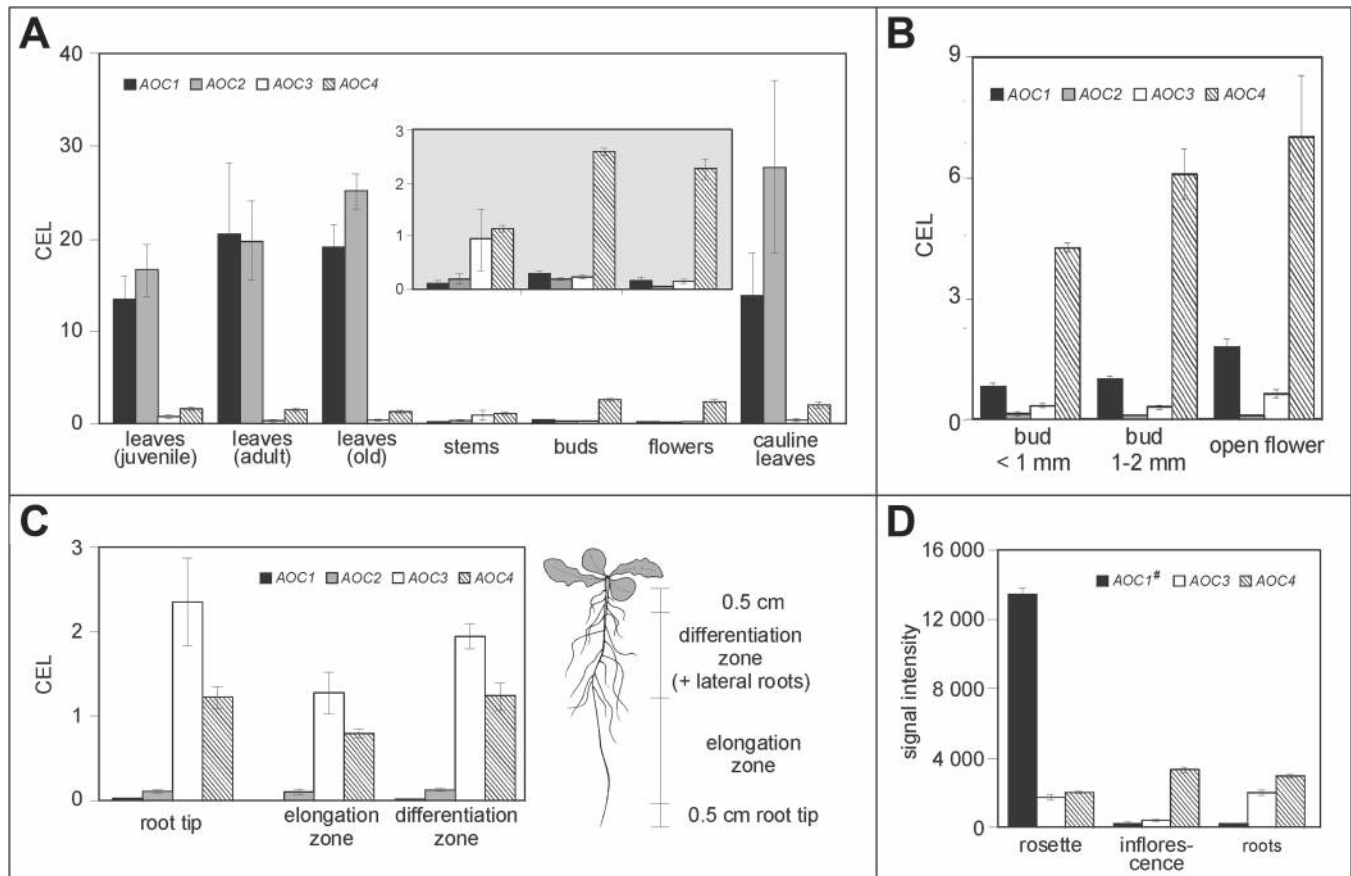 A
40
30
20
10
0
CEL
AOC1 AOC2 AOC3 AOC4
3
2
1
0
leaves (juvenile)
leaves (adult)
leaves (old)
stems
buds
flowers
cauline leaves
B
9
6
3
0
CEL
AOC1 AOC2 AOC3 AOC4
bud < 1 mm
bud 1-2 mm
open flower
C
3
2
1
0
CEL
AOC1 AOC2 AOC3 AOC4
root tip
elongation zone
differentiation zone
0.5 cm
differentiation
zone
(+ lateral roots)
elongation
zone
0.5 cm root tip
D
16 000
12 000
8 000
4 000
0
signal intensity
AOC1# AOC3 AOC4
rosette
inflores-
cence
roots